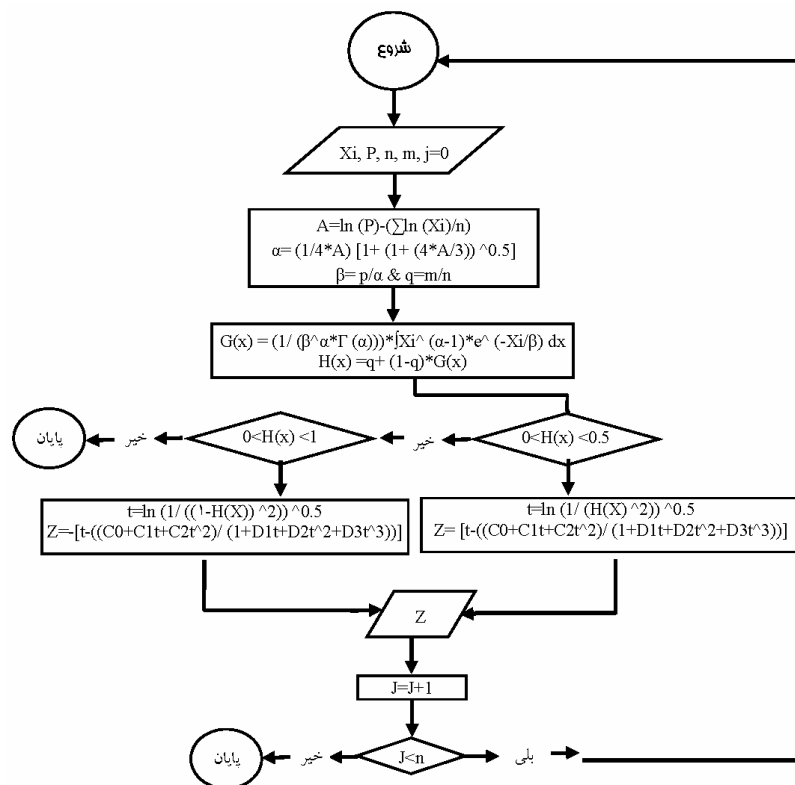 شروع
Xi, P, n, m, j=0
A=ln (P)-(∑ln (Xi)/n)
α= (1/4*A) [1+ (1+ (4*A/3)) ^0.5]
β= p/α & q=m/n
G(x) = (1/ (β^α*Γ (α)))*∫Xi^ (α-1)*e^ (-Xi/β) dx
H(x) =q+ (1-q)*G(x)
0<H(x) <0.5
خیر
0<H(x) <1
خیر
پایان
t=ln (1/ ((۱-H(X)) ^2)) ^0.5
Z=-[t-((C0+C1t+C2t^2)/ (1+D1t+D2t^2+D3t^3))]
t=ln (1/ (H(X) ^2)) ^0.5
Z= [t-((C0+C1t+C2t^2)/ (1+D1t+D2t^2+D3t^3))]
Z
J=J+1
J<n
بلی
خیر
پایان